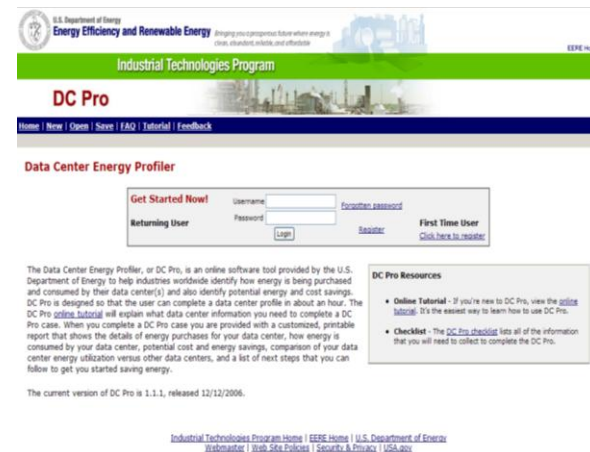 U.S. Department of Energy
Energy Efficiency and Renewable Energy
Bringing you a prosperous future where energy is
clean, abundant, reliable, and affordable
EERE Ho
Industrial Technologies Program
DC Pro
Home | New | Open | Save | FAQ | Tutorial | Feedback
Data Center Energy Profiler
Get Started Now!
Username
Forgotten password
Returning User
Password
Login
Register
First Time User
Click here to register
The Data Center Energy Profiler, or DC Pro, is an online software tool provided by the U.S.
Department of Energy to help industries worldwide identify how energy is being purchased
and consumed by their data center(s) and also identify potential energy and cost savings.
DC Pro is designed so that the user can complete a data center profile in about an hour. The
DC Pro online tutorial will explain what data center information you need to complete a DC
Pro case. When you complete a DC Pro case you are provided with a customized, printable
report that shows the details of energy purchases for your data center, how energy is
consumed by your data center, potential cost and energy savings, comparison of your data
center energy utilization versus other data centers, and a list of next steps that you can
follow to get you started saving energy.
The current version of DC Pro is 1.1.1, released 12/12/2006.
DC Pro Resources
• Online Tutorial - If you're new to DC Pro, view the online
tutorial. It's the easiest way to learn how to use DC Pro.
• Checklist - The DC Pro checklist lists all of the information
that you will need to collect to complete the DC Pro.
Industrial Technologies Program Home | EERE Home | U.S. Department of Energy
Webmaster | Web Site Policies | Security & Privacy | USA.gov